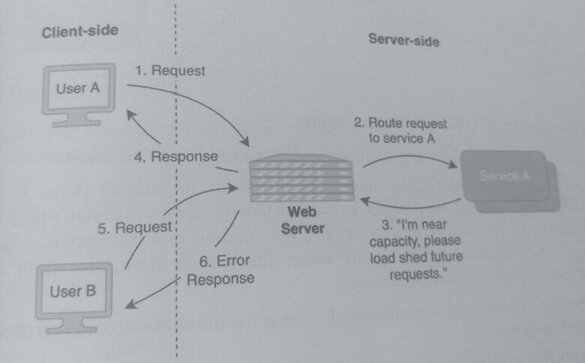 Client-side
Server-side
User A
1. Request
2. Route request
to service A
4. Response
Service A
Web
Server
3. "I'm near
capacity, please
load shed future
requests."
5. Request
6. Error
Response
User B